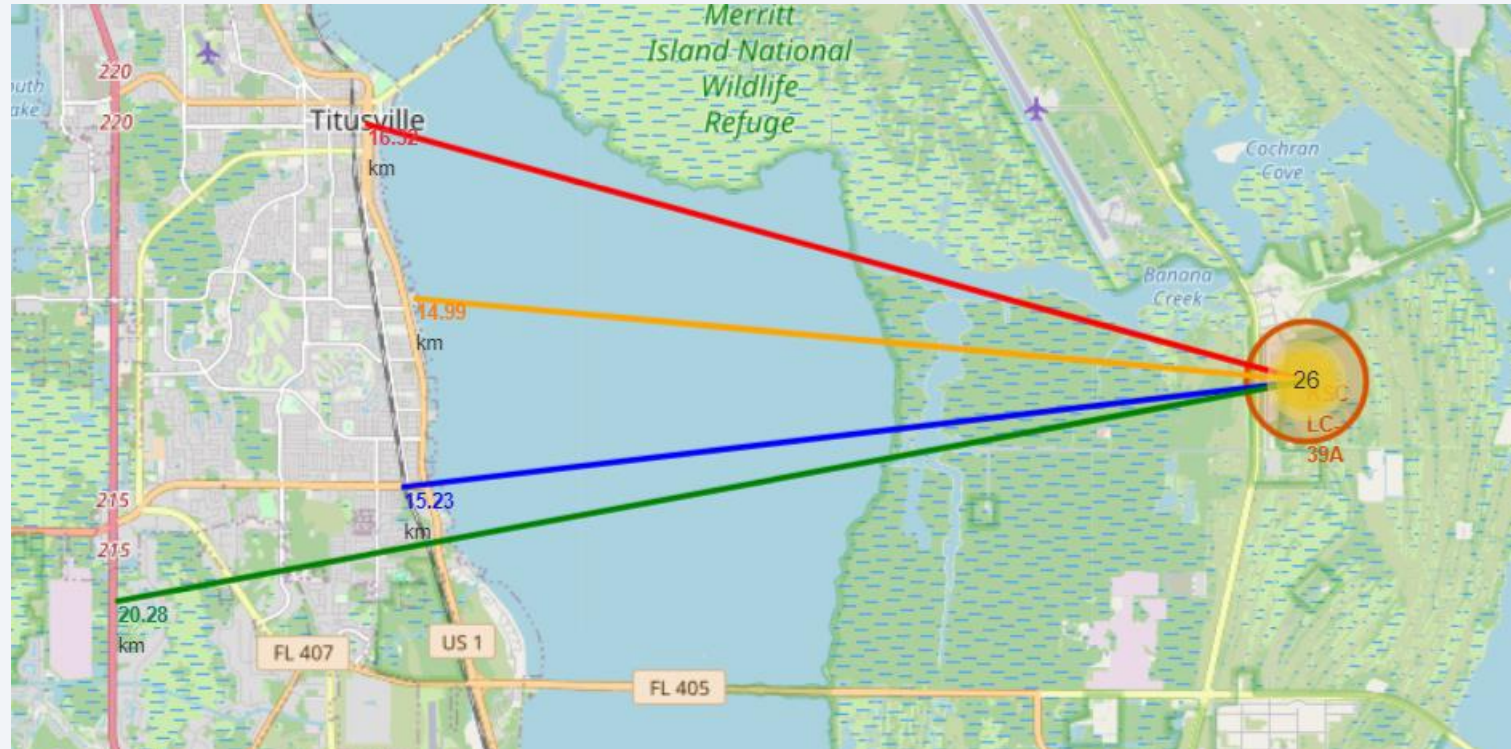 Merritt
Island National
Wildlife
Refuge
220
220
Titusville
16.32
km
Cochran
Cove
Banana
Creek
14.99
km
26
KSC
LC-
39A
215
15.23
km
215
20.28
km
FL 407
US 1
FL 405